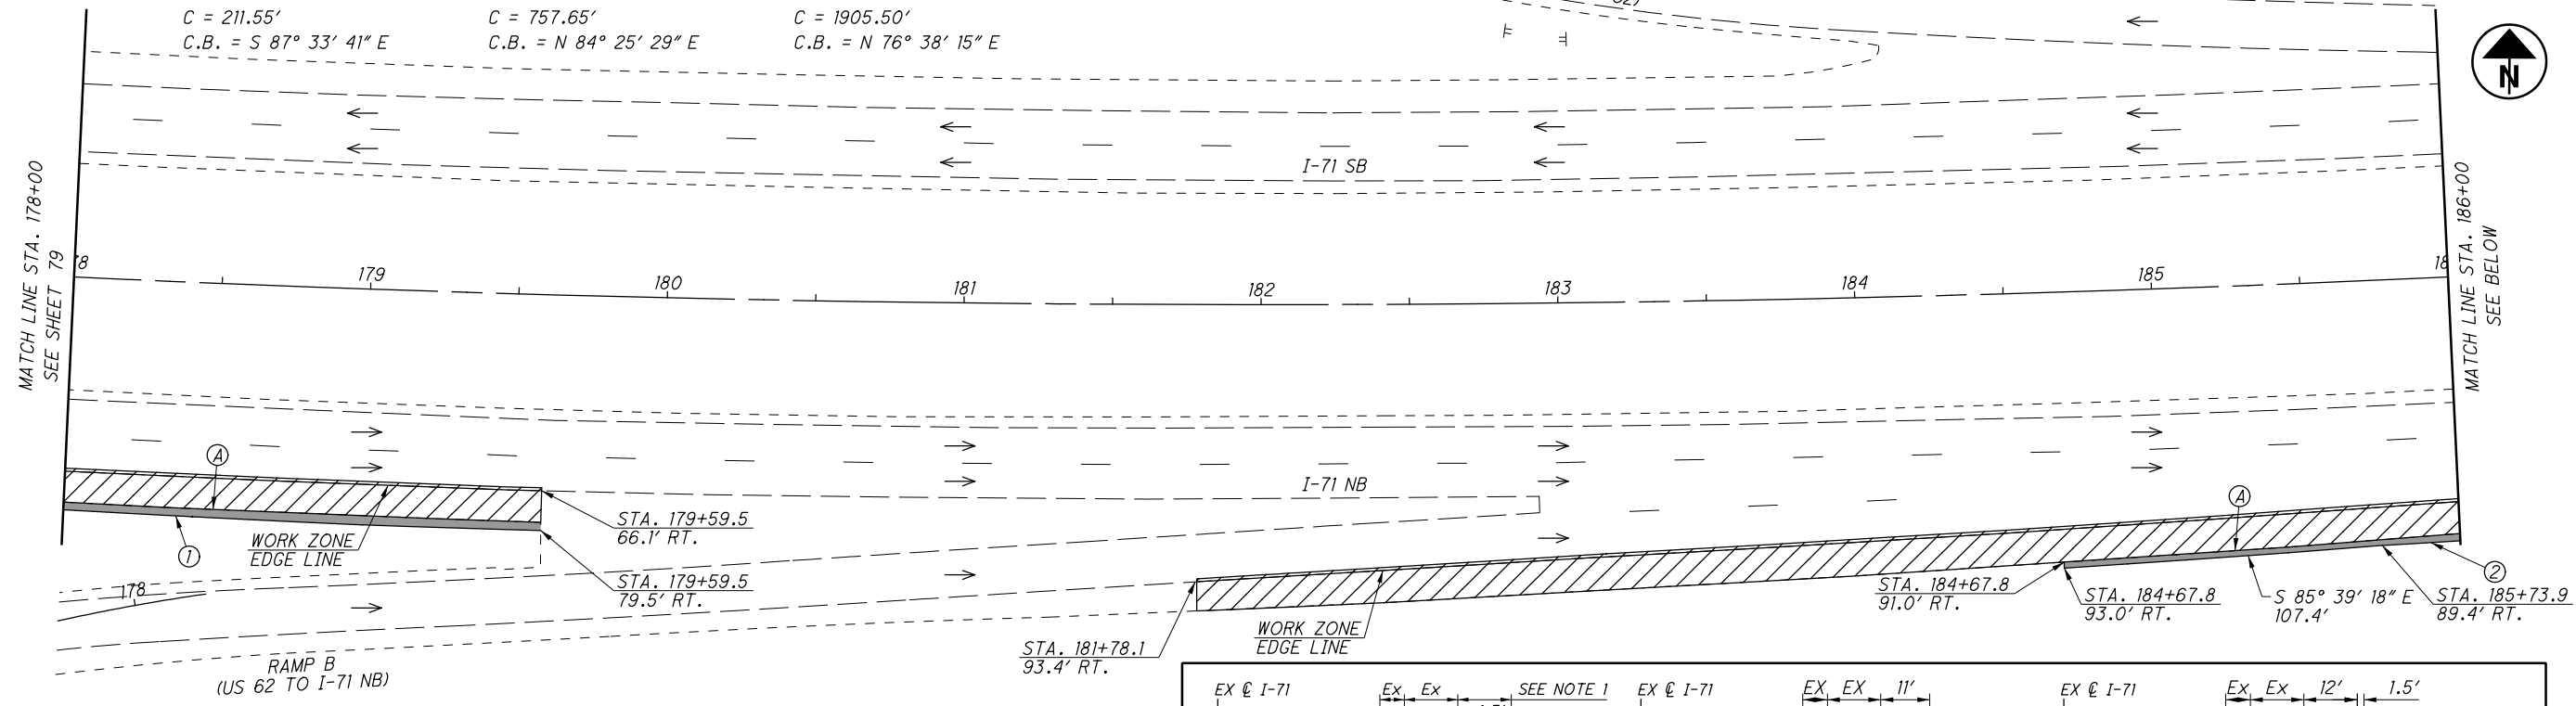 C = 211.55'
C.B. = S 87° 33' 41" E
C = 757.65'
C.B. = N 84° 25' 29" E
C = 1905.50'
C.B. = N 76° 38' 15" E
N
MATCH LINE STA. 178+00
SEE SHEET 79
I-71 SB
179
180
181
182
183
184
185
MATCH LINE STA. 186+00
SEE BELOW
A
I-71 NB
A
STA. 179+59.5
66.1' RT.
1
WORK ZONE
EDGE LINE
STA. 179+59.5
79.5' RT.
178
STA. 184+67.8
91.0' RT.
STA. 184+67.8
93.0' RT.
S 85° 39' 18" E
107.4'
2
STA. 185+73.9
89.4' RT.
RAMP B
(US 62 TO I-71 NB)
STA. 181+78.1
93.4' RT.
WORK ZONE
EDGE LINE
EX ℄ I-71
Ex Ex SEE NOTE 1
EX ℄ I-71
EX EX 11'
EX ℄ I-71
Ex Ex 12' 1.5'